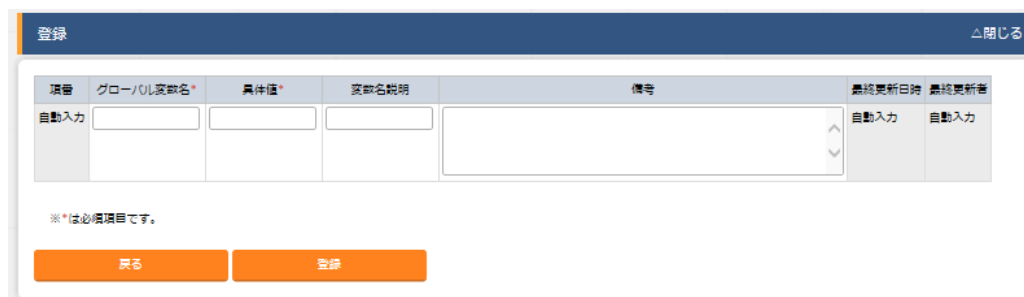 登録 △閉じる
項番 グローバル変数名* 具体値* 変数名説明 備考 最終更新日時 最終更新者
自動入力 自動入力 自動入力
※*は必須項目です。
戻る 登録